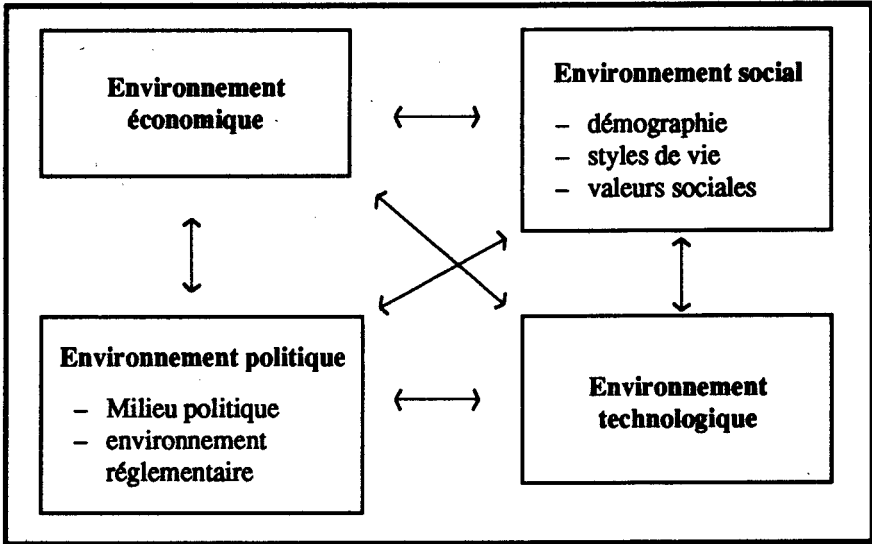 Environnement
économique
Environnement social
– démographie
– styles de vie
– valeurs sociales
Environnement politique
– Milieu politique
– environnement
réglementaire
Environnement
technologique